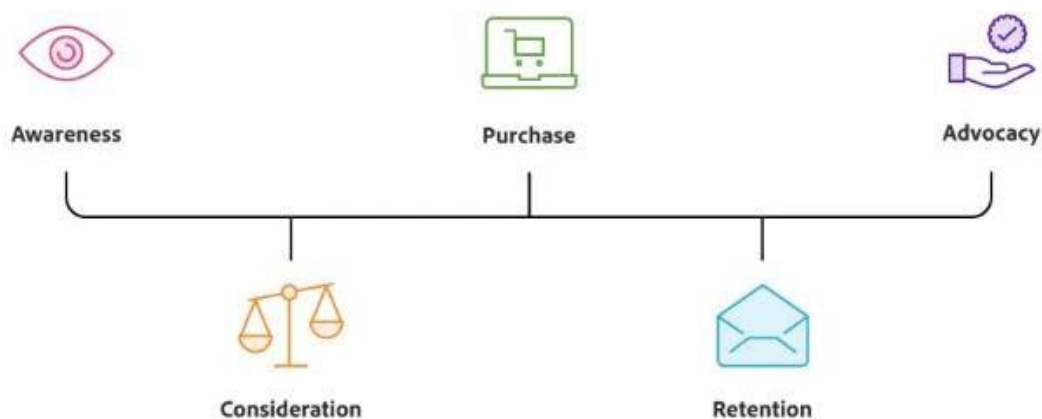 Awareness
Purchase
Advocacy
Consideration
Retention